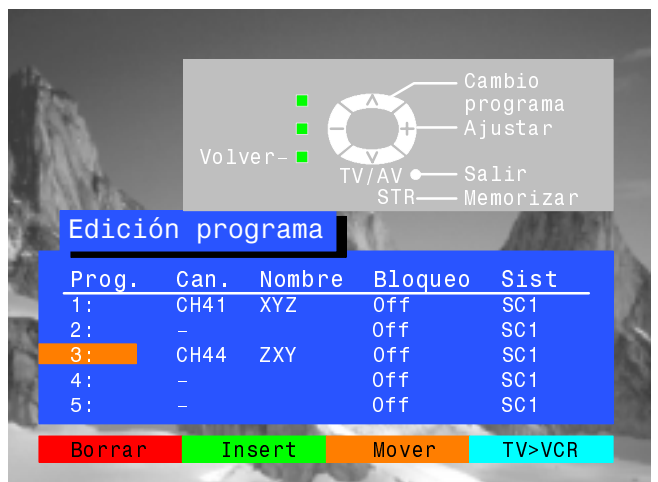 Cambio
programa
Ajustar
Volver–
TV/AV
Salir
STR
Memorizar
Edición programa
Prog. Can. Nombre Bloqueo Sist
1: CH41 XYZ Off SC1
2: – Off SC1
3: CH44 ZXY Off SC1
4: – Off SC1
5: – Off SC1
Borrar Insert Mover TV>VCR